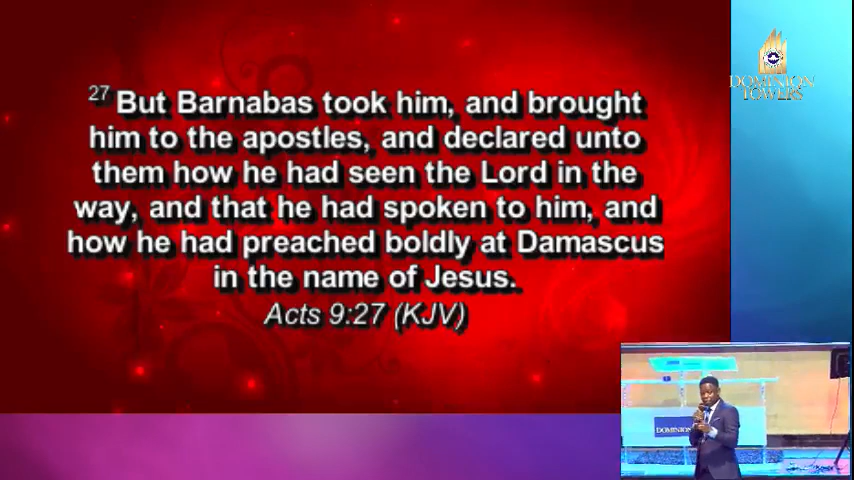 27 But Barnabas took him, and brought
him to the apostles, and declared unto
them how he had seen the Lord in the
way, and that he had spoken to him, and
how he had preached boldly at Damascus
in the name of Jesus.
Acts 9:27 (KJV)
DOMINION
TOWERS
DOMINION